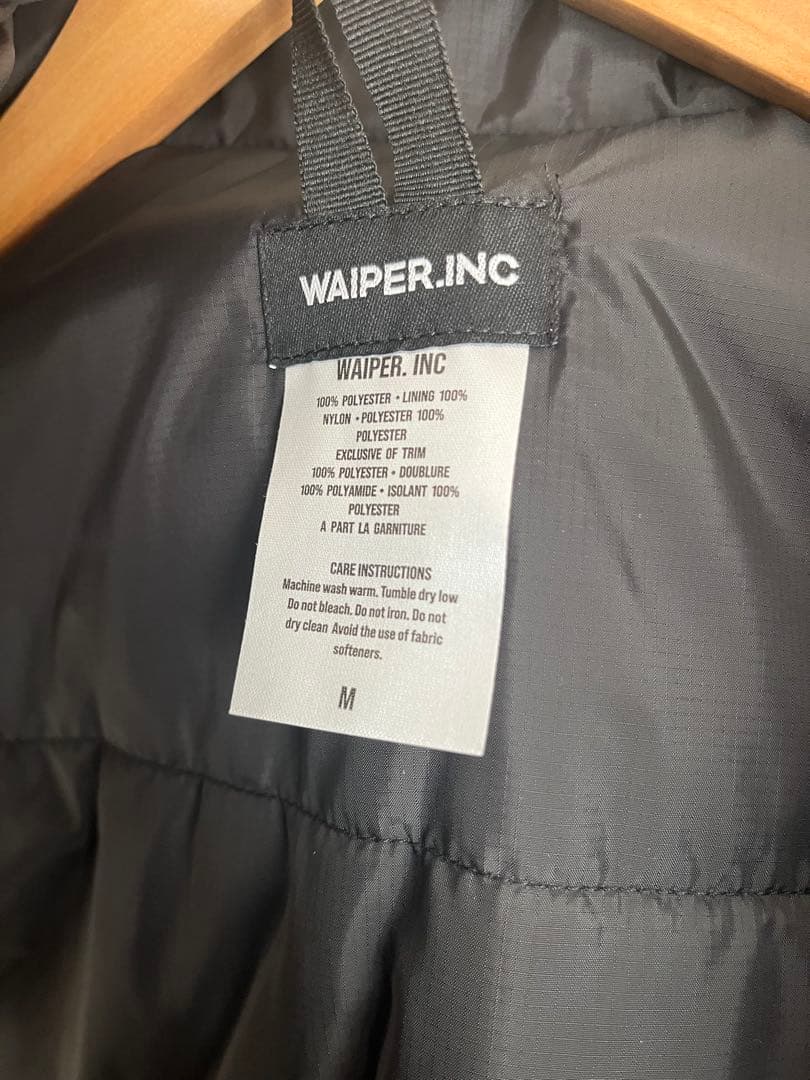 WAIPER.INC
WAIPER. INC
100% POLYESTER • LINING 100%
NYLON • POLYESTER 100%
POLYESTER
EXCLUSIVE OF TRIM
100% POLYESTER • DOUBLURE
100% POLYAMIDE • ISOLANT 100%
POLYESTER
A PART LA GARNITURE
CARE INSTRUCTIONS
Machine wash warm. Tumble dry low
Do not bleach. Do not iron. Do not
dry clean Avoid the use of fabric
softeners.
M